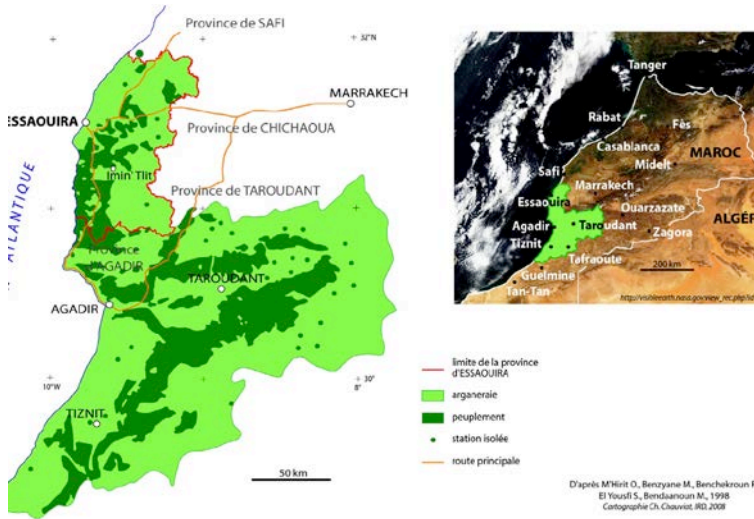 Province de SAFI
32°N
MARRAKECH
ESSAOUIRA
Province de CHICHAOUA
Imin' Tlit
Province de TAROUDANT
ATLANTIQUE
Province
D'AGADIR
TAROUDANT
AGADIR
10°W
8° 30'
TIZNIT
50 km
Tanger
Rabat
Fès
Casablanca
MAROC
Midelt
Safi
Marrakech
Essaouira
Ouarzazate
ALGÉR
Agadir
Taroudant
Zagora
Tiznit
Tafraoute
200 km
Guelmine
Tan-Tan
limite de la province
d'ESSAOUIRA
arganeraie
peuplement
station isolée
route principale
D'après M'Hirit O., Benzyane M., Benchekroun F
El Yousfi S., Bendaanoun M., 1998
Cartographie Ch. Chauviat, IRD, 2008